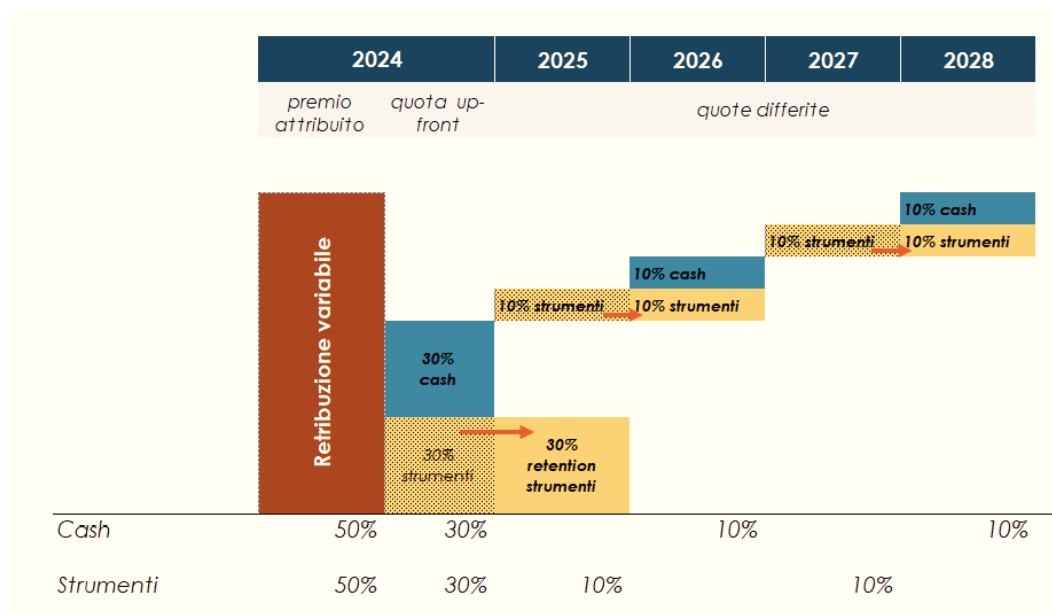 2024 2025 2026 2027 2028
premio attribuito
quota up-front
quote differite
Retribuzione variabile
10% cash
10% strumenti 10% strumenti
10% cash
10% strumenti 10% strumenti
30% cash
30% strumenti
30% retention strumenti
Cash 50% 30% 10% 10%
Strumenti 50% 30% 10% 10%